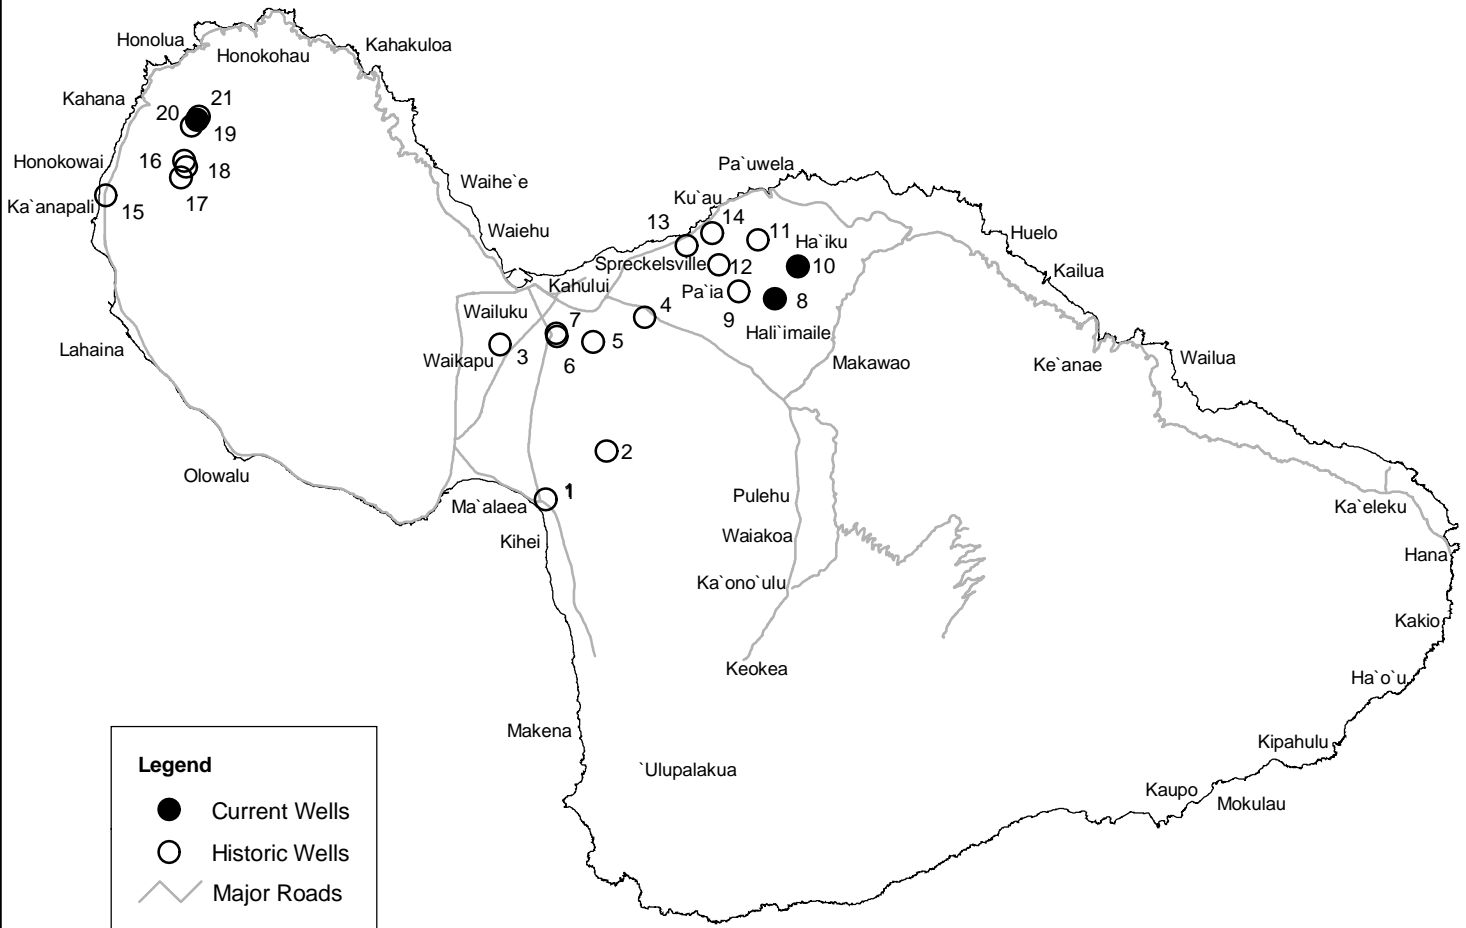 Honolua
Honokohau
Kahakuloa
Kahana
21
20
19
Honokowai
16
18
17
Ka`anapali
15
Waihe`e
Waiehu
Pa`uwela
Ku`au
13
14
11
Ha`iku
Huelo
Spreckelsville
12
10
Kailua
Kahului
Pa`ia
9
8
Hali`imaile
Wailuku
4
7
5
6
3
Waikapu
Lahaina
Makawao
Ke`anae
Wailua
2
Olowalu
1
Ma`alaea
Kihei
Pulehu
Waiakoa
Ka`ono`ulu
Keokea
Ka`eleku
Hana
Kakio
Ha`o`u
Kipahulu
Kaupo
Mokulau
Makena
`Ulupalakua
Legend
Current Wells
Historic Wells
Major Roads